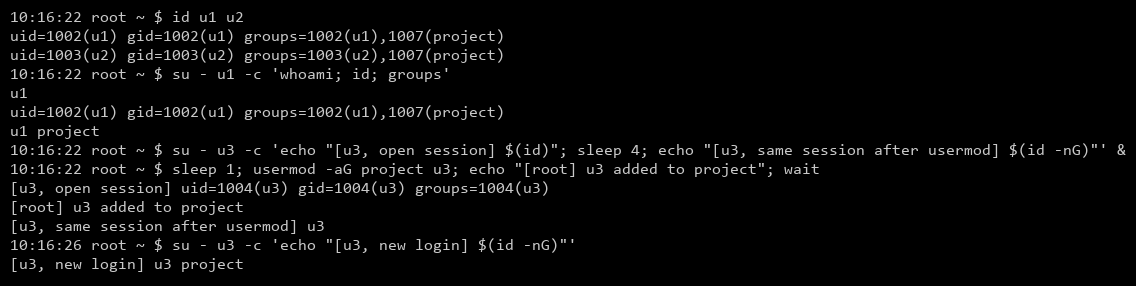 10:16:22 root ~ $ id u1 u2
uid=1002(u1) gid=1002(u1) groups=1002(u1),1007(project)
uid=1003(u2) gid=1003(u2) groups=1003(u2),1007(project)
10:16:22 root ~ $ su - u1 -c 'whoami; id; groups'
u1
uid=1002(u1) gid=1002(u1) groups=1002(u1),1007(project)
u1 project
10:16:22 root ~ $ su - u3 -c 'echo "[u3, open session] $(id)"; sleep 4; echo "[u3, same session after usermod] $(id -nG)"' &
10:16:22 root ~ $ sleep 1; usermod -aG project u3; echo "[root] u3 added to project"; wait
[u3, open session] uid=1004(u3) gid=1004(u3) groups=1004(u3)
[root] u3 added to project
[u3, same session after usermod] u3
10:16:26 root ~ $ su - u3 -c 'echo "[u3, new login] $(id -nG)"'
[u3, new login] u3 project